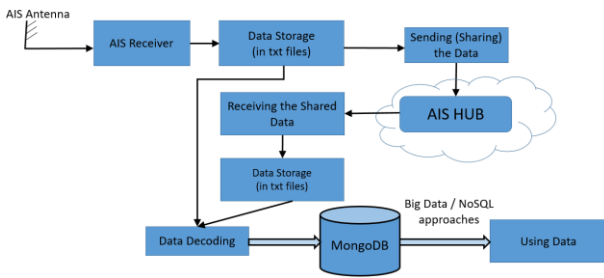 AIS Antenna
AIS Receiver
Data Storage
(in txt files)
Sending (Sharing)
the Data
AIS HUB
Receiving the Shared
Data
Data Storage
(in txt files)
Data Decoding
MongoDB
Big Data / NoSQL
approaches
Using Data